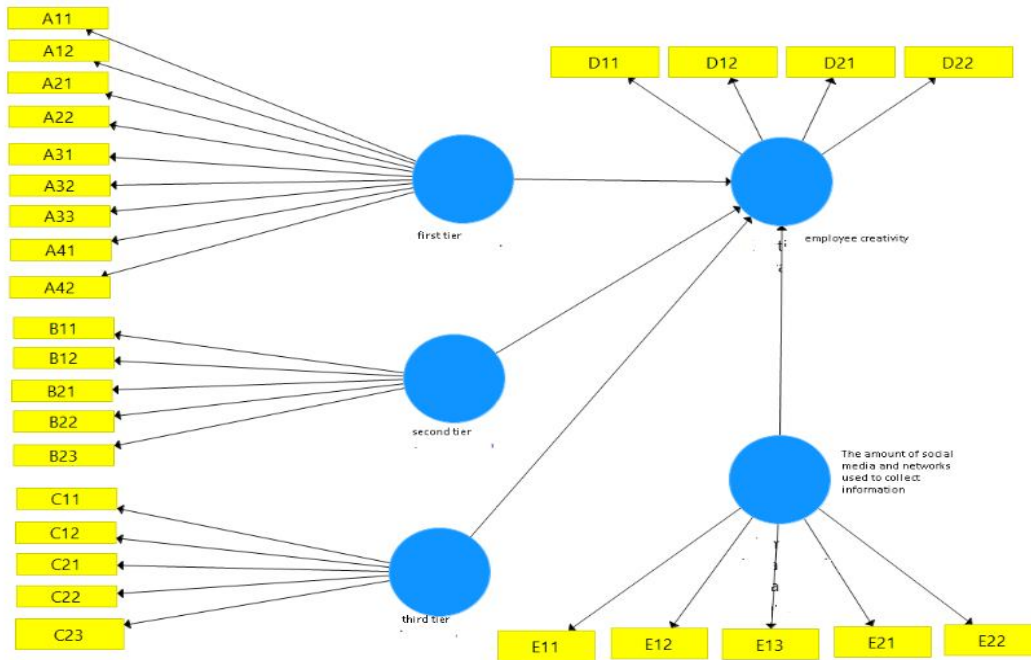 A11
A12
A21
A22
A31
A32
A33
A41
A42
first tier
B11
B12
B21
B22
B23
second tier
C11
C12
C21
C22
C23
third tier
D11
D12
D21
D22
employee creativity
The amount of social
media and networks
used to collect
information
E11
E12
E13
E21
E22